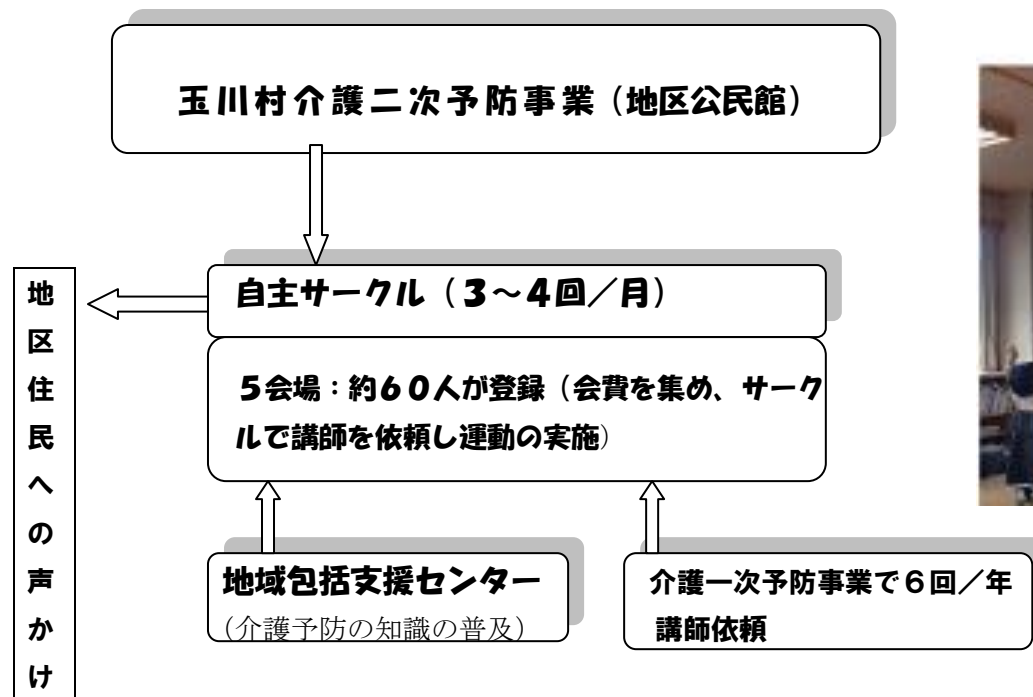 玉川村介護二次予防事業（地区公民館）
自主サークル（３～４回／月）
５会場：約６０人が登録（会費を集め、サーク
ルで講師を依頼し運動の実施）
地域包括支援センター
（介護予防の知識の普及）
介護一次予防事業で６回／年
講師依頼
地区住民への声かけ